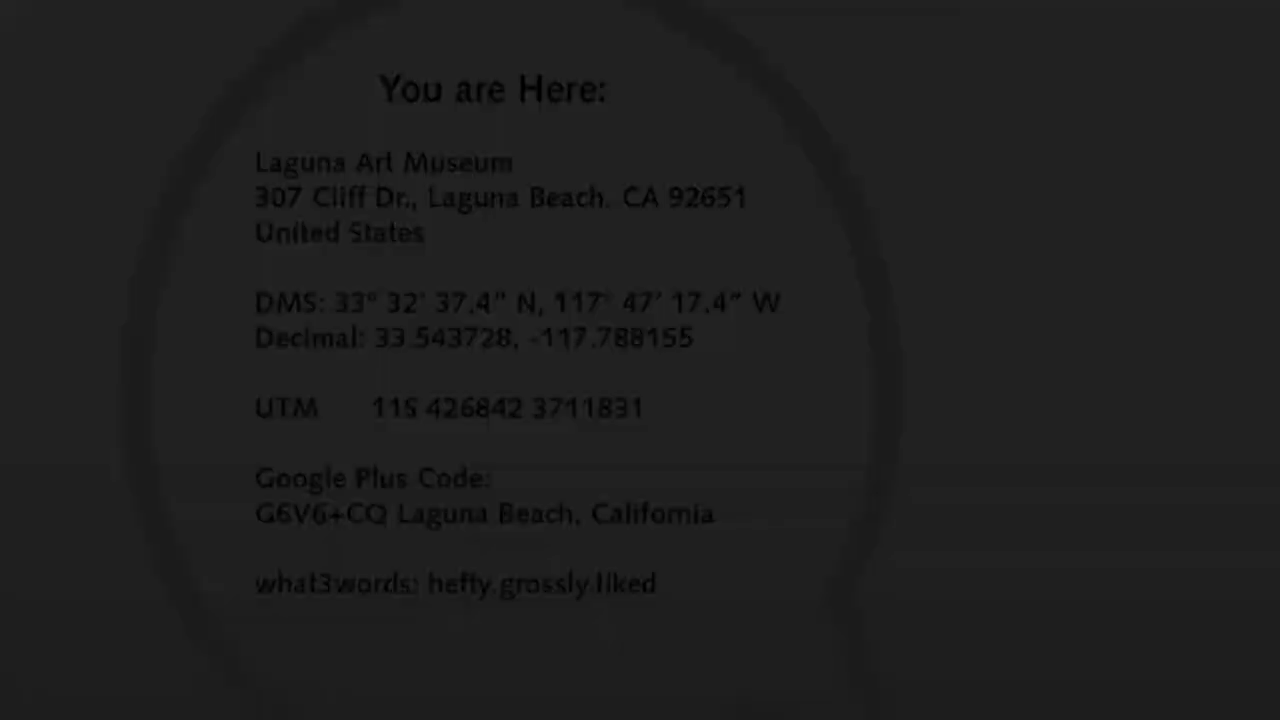 You are Here:
Laguna Art Museum
307 Cliff Dr., Laguna Beach, CA 92651
United States
DMS: 33° 32' 37.4" N, 117° 47' 17.4" W
Decimal: 33.543728, -117.788155
UTM 11S 426842 3711831
Google Plus Code:
G6V6+CQ Laguna Beach, California
what3words: hefty.grossly.liked